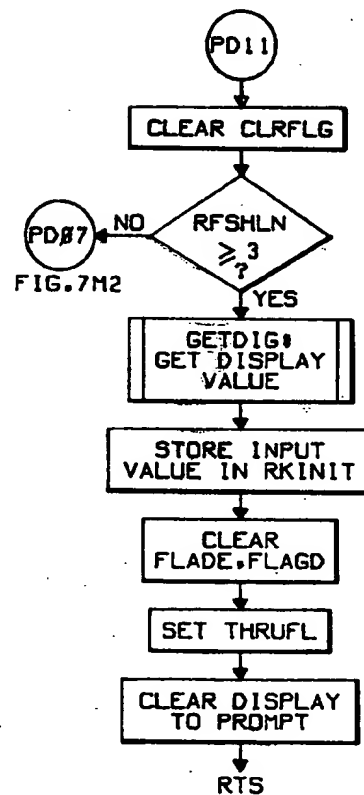 PD11
CLEAR CLRFLG
RFSHLN
≥ 3
?
NO
PDØ7
FIG.7M2
YES
GETDIG:
GET DISPLAY
VALUE
STORE INPUT
VALUE IN RKINIT
CLEAR
FLADE.FLAGD
SET THRUFL
CLEAR DISPLAY
TO PROMPT
RTS